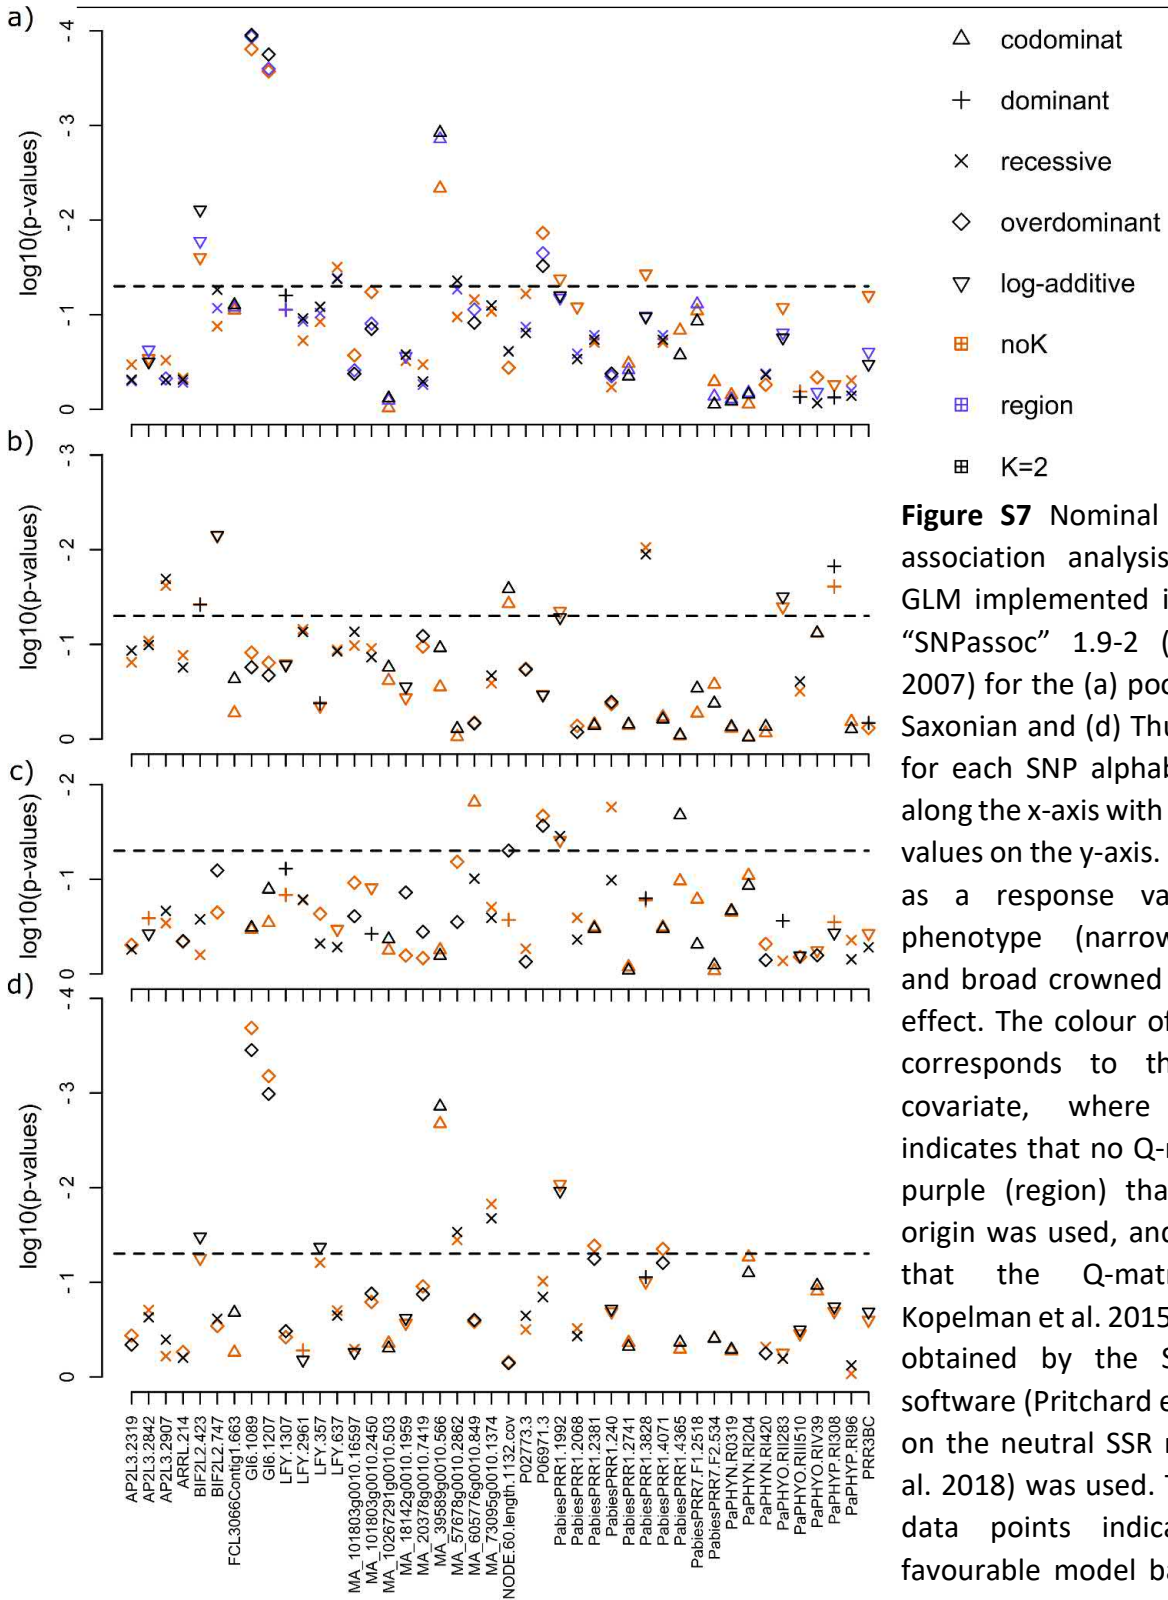 a)
- 4
- 3
- 2
- 1
0
log10(p-values)
codominat
dominant
recessive
overdominant
log-additive
noK
region
K=2
b)
- 3
- 2
- 1
0
log10(p-values)
c)
- 2
- 1
0
log10(p-values)
d)
- 4
- 3
- 2
- 1
0
log10(p-values)
AP2L3.2319
AP2L3.2842
AP2L3.2907
ARRL.214
BIF2L2.423
BIF2L2.747
FCL3066Contig1.663
GI6.1089
GI6.1207
LFY.1307
LFY.2961
LFY.357
LFY.637
MA_101803g0010.16597
MA_101803g0010.2450
MA_10267291g0010.503
MA_18142g0010.1959
MA_20378g0010.7419
MA_39589g0010.566
MA_57678g0010.2862
MA_605776g0010.849
MA_73095g0010.1374
NODE.60.length.1132.cov
P02773.3
P06971.3
PabiesPRR1.1992
PabiesPRR1.2068
PabiesPRR1.2381
PabiesPRR1.240
PabiesPRR1.2741
PabiesPRR1.3828
PabiesPRR1.4071
PabiesPRR1.4365
PabiesPRR7.F1.2518
PabiesPRR7.F2.534
PaPHYN.R0319
PaPHYN.RI204
PaPHYN.RI420
PaPHYO.RII283
PaPHYO.RIII510
PaPHYO.RIV39
PaPHYP.RI308
PaPHYP.RI96
PRR3BC
Figure S7 Nominal
association analysis
GLM implemented i
“SNPassoc” 1.9-2 (
2007) for the (a) poo
Saxonian and (d) Thu
for each SNP alphab
along the x-axis with
values on the y-axis.
as a response va
phenotype (narrow
and broad crowned
effect. The colour of
corresponds to th
covariate, where
indicates that no Q-r
purple (region) tha
origin was used, and
that the Q-matr
Kopelman et al. 2015
obtained by the S
software (Pritchard e
on the neutral SSR r
al. 2018) was used. T
data points indica
favourable model ba